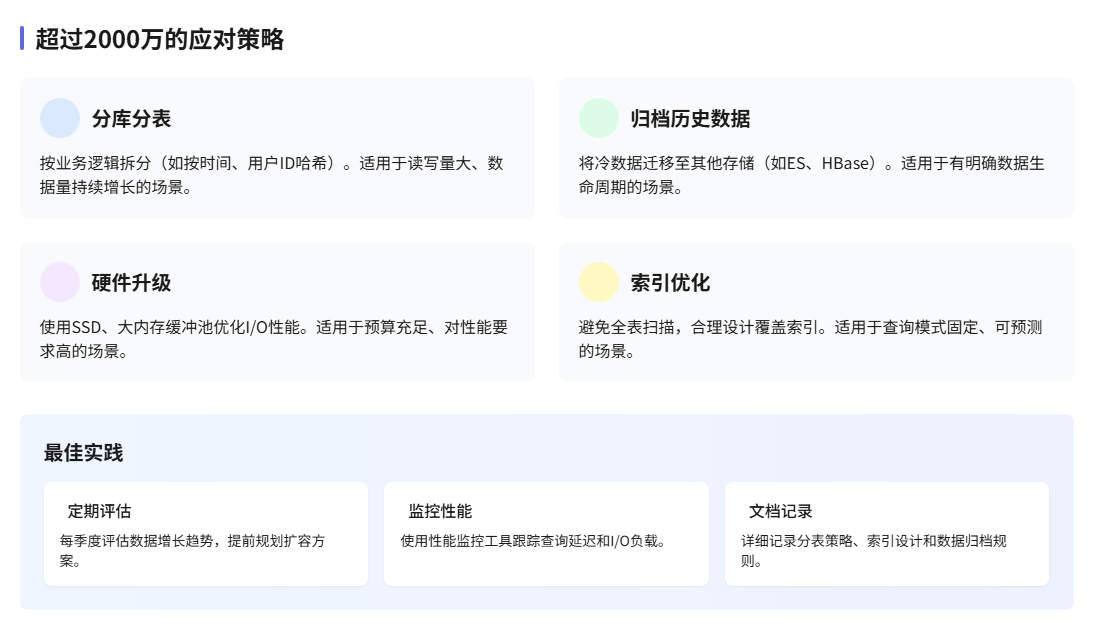 超过2000万的应对策略
分库分表
按业务逻辑拆分（如按时间、用户ID哈希）。适用于读写量大、数
据量持续增长的场景。
归档历史数据
将冷数据迁移至其他存储（如ES、HBase）。适用于有明确数据生
命周期的场景。
硬件升级
使用SSD、大内存缓冲池优化I/O性能。适用于预算充足、对性能要
求高的场景。
索引优化
避免全表扫描，合理设计覆盖索引。适用于查询模式固定、可预测
的场景。
最佳实践
定期评估
每季度评估数据增长趋势，提前规划扩容方
案。
监控性能
使用性能监控工具跟踪查询延迟和I/O负载。
文档记录
详细记录分表策略、索引设计和数据归档规
则。